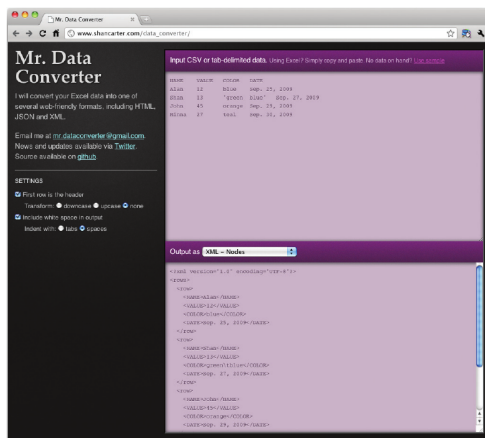 Mr. Data Converter
www.shancarter.com/data_converter/
Mr. Data
Converter
I will convert your Excel data into one of
several web-friendly formats, including HTML,
JSON and XML.
Email me at mr.dataconverter@gmail.com.
News and updates available via Twitter.
Source available on github
SETTINGS
First row is the header
Transform: downcase upcase none
Include white space in output
Indent with: tabs spaces
Input CSV or tab-delimited data. Using Excel? Simply copy and paste. No data on hand? Use sample
NAME VALUE COLOR DATE
Alan 12 blue Sep. 25, 2009
Shan 13 "green blue" Sep. 27, 2009
John 45 orange Sep. 29, 2009
Minna 27 teal Sep. 30, 2009
Output as XML – Nodes
<?xml version="1.0" encoding="UTF-8"?>
<rows>
<row>
<NAME>Alan</NAME>
<VALUE>12</VALUE>
<COLOR>blue</COLOR>
<DATE>Sep. 25, 2009</DATE>
</row>
<row>
<NAME>Shan</NAME>
<VALUE>13</VALUE>
<DATE>Sep. 27, 2009</DATE>
</row>
<row>
<NAME>John</NAME>
<VALUE>45</VALUE>
<COLOR>orange</COLOR>
<DATE>Sep. 29, 2009</DATE>